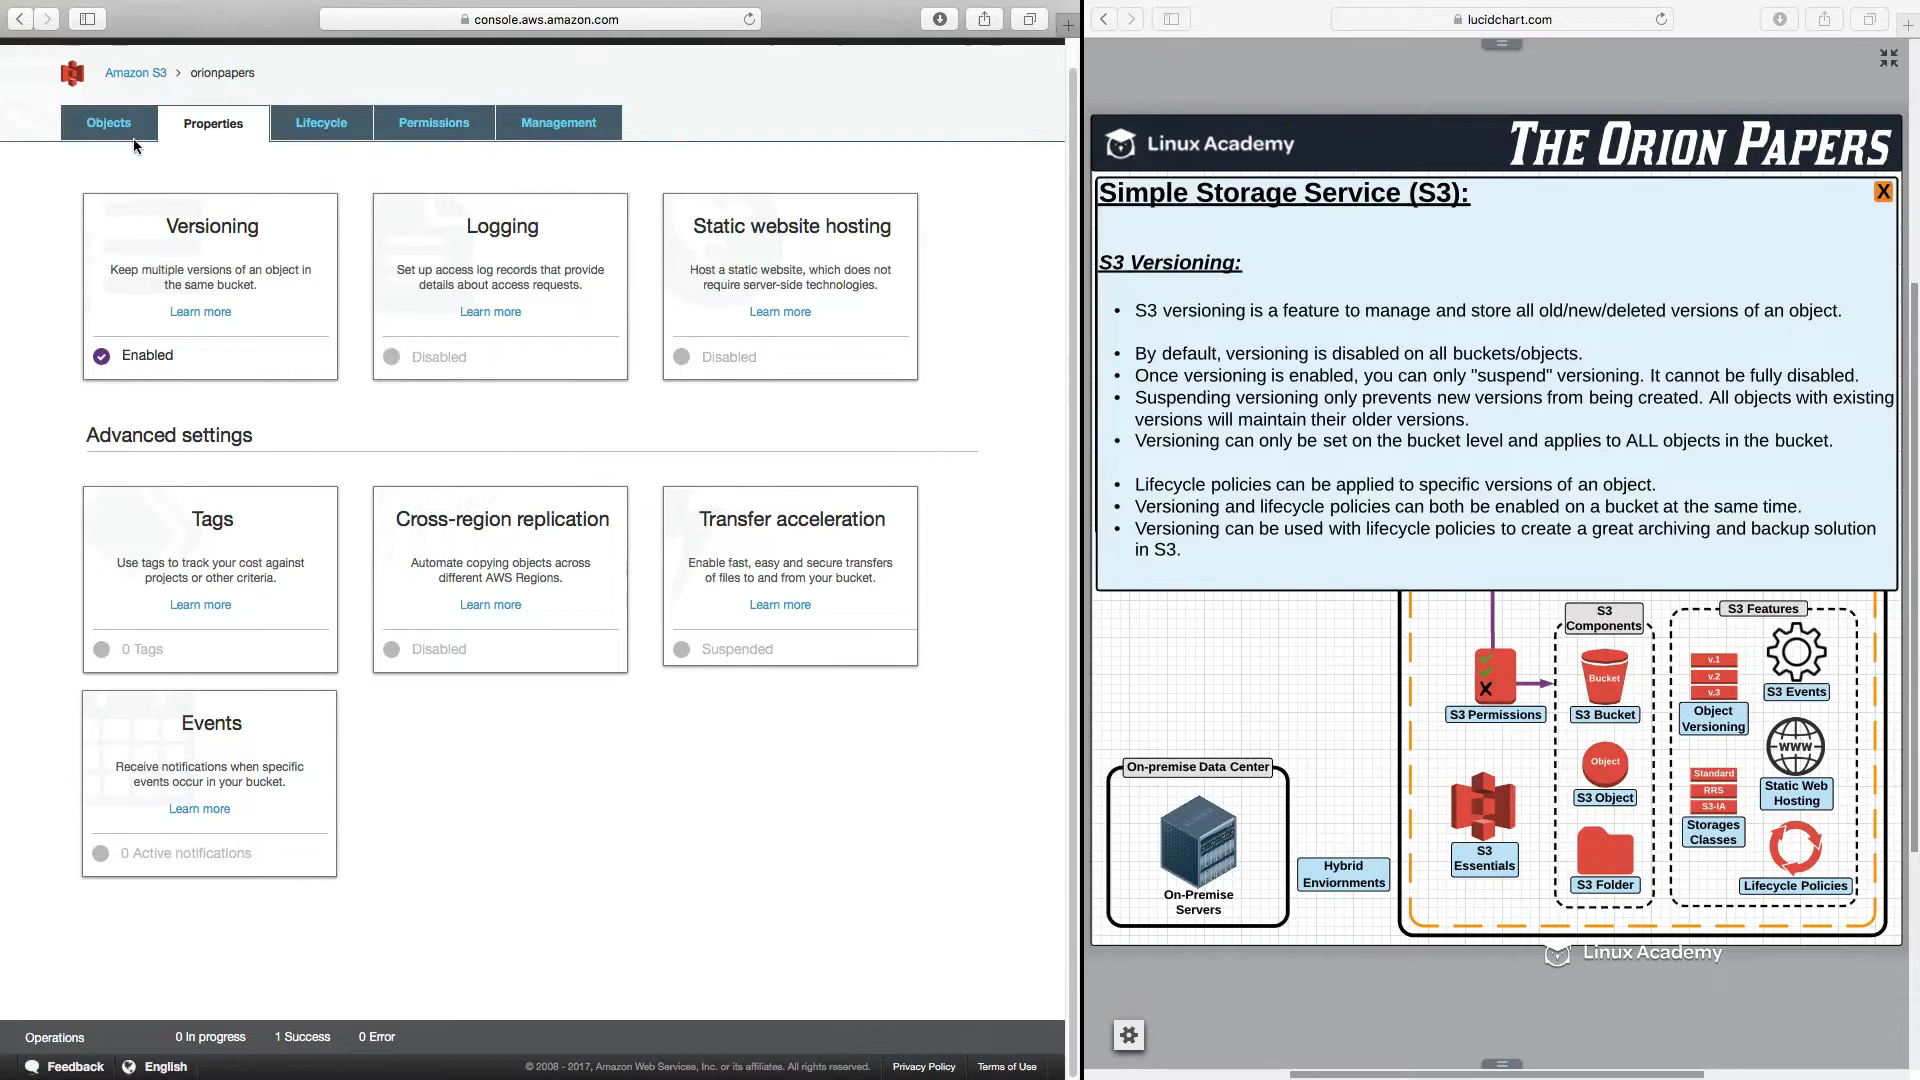 console.aws.amazon.com
Amazon S3 > orionpapers
Objects
Properties
Lifecycle
Permissions
Management
Versioning
Keep multiple versions of an object in
the same bucket.
Learn more
Enabled
Logging
Set up access log records that provide
details about access requests.
Learn more
Disabled
Static website hosting
Host a static website, which does not
require server-side technologies.
Learn more
Disabled
Advanced settings
Tags
Use tags to track your cost against
projects or other criteria.
Learn more
0 Tags
Cross-region replication
Automate copying objects across
different AWS Regions.
Learn more
Disabled
Transfer acceleration
Enable fast, easy and secure transfers
of files to and from your bucket.
Learn more
Suspended
Events
Receive notifications when specific
events occur in your bucket.
Learn more
0 Active notifications
Operations 0 In progress 1 Success 0 Error
Feedback English © 2008 - 2017, Amazon Web Services, Inc. or its affiliates. All rights reserved. Privacy Policy Terms of Use
lucidchart.com
Linux Academy
THE ORION PAPERS
Simple Storage Service (S3):
X
S3 Versioning:
• S3 versioning is a feature to manage and store all old/new/deleted versions of an object.
• By default, versioning is disabled on all buckets/objects.
• Once versioning is enabled, you can only "suspend" versioning. It cannot be fully disabled.
• Suspending versioning only prevents new versions from being created. All objects with existing
versions will maintain their older versions.
• Versioning can only be set on the bucket level and applies to ALL objects in the bucket.
• Lifecycle policies can be applied to specific versions of an object.
• Versioning and lifecycle policies can both be enabled on a bucket at the same time.
• Versioning can be used with lifecycle policies to create a great archiving and backup solution
in S3.
On-premise Data Center
On-Premise
Servers
Hybrid
Enviornments
S3 Permissions
S3
Essentials
S3
Components
Bucket
S3 Bucket
Object
S3 Object
S3 Folder
S3 Features
v.1
v.2
v.3
Object
Versioning
S3 Events
WWW
Static Web
Hosting
Standard
RRS
S3-IA
Storages
Classes
Lifecycle Policies
Linux Academy